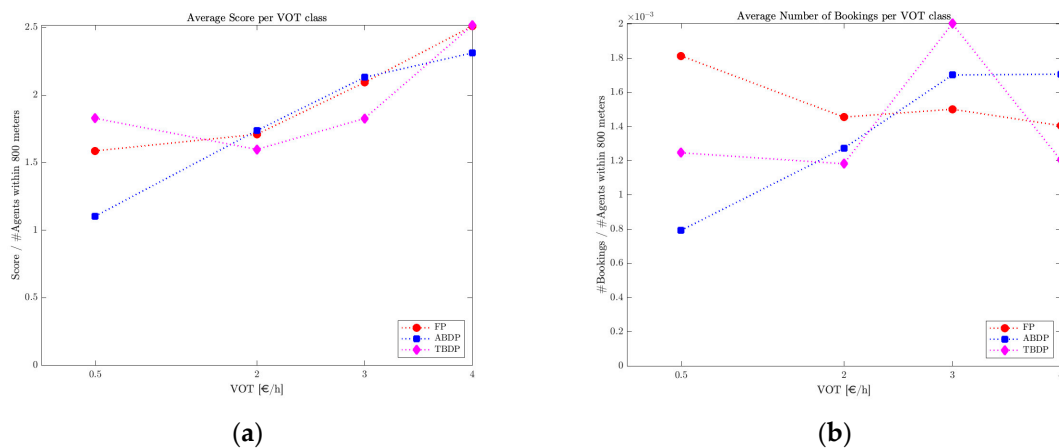 Average Score per VOT class
2.5
2
1.5
1
0.5
0
Score / #Agents within 800 meters
0.5
2
3
4
VOT [€/h]
FP
ABDP
TBDP
(a)
×10⁻³
Average Number of Bookings per VOT class
2
1.8
1.6
1.4
1.2
1
0.8
0.6
0.4
0.2
0
#Bookings / #Agents within 800 meters
0.5
2
3
VOT [€/h]
FP
ABDP
TBDP
(b)